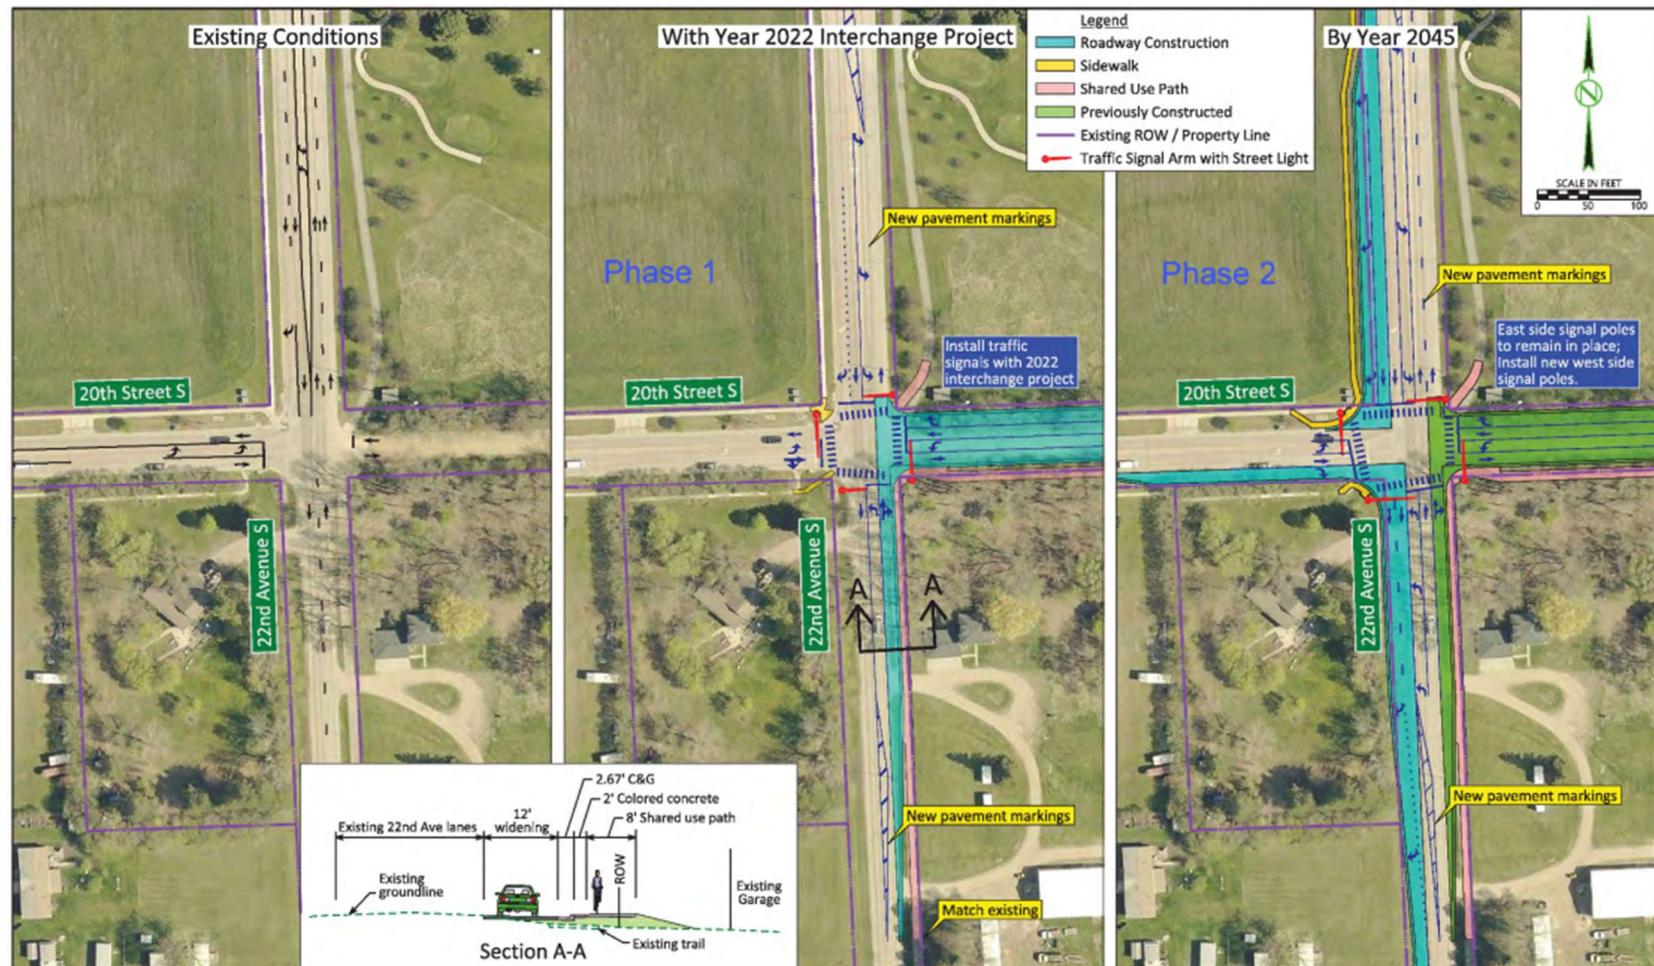 Existing Conditions
20th Street S
22nd Avenue S
With Year 2022 Interchange Project
Phase 1
New pavement markings
Install traffic
signals with 2022
interchange project
20th Street S
22nd Avenue S
A
A
New pavement markings
Match existing
Legend
Roadway Construction
Sidewalk
Shared Use Path
Previously Constructed
Existing ROW / Property Line
Traffic Signal Arm with Street Light
By Year 2045
N
SCALE IN FEET
0 50 100
Phase 2
New pavement markings
East side signal poles
to remain in place;
Install new west side
signal poles.
20th Street S
22nd Avenue S
New pavement markings
2.67' C&G
2' Colored concrete
8' Shared use path
12'
widening
Existing 22nd Ave lanes
Existing
groundline
ROW
Existing
Garage
Existing trail
Section A-A